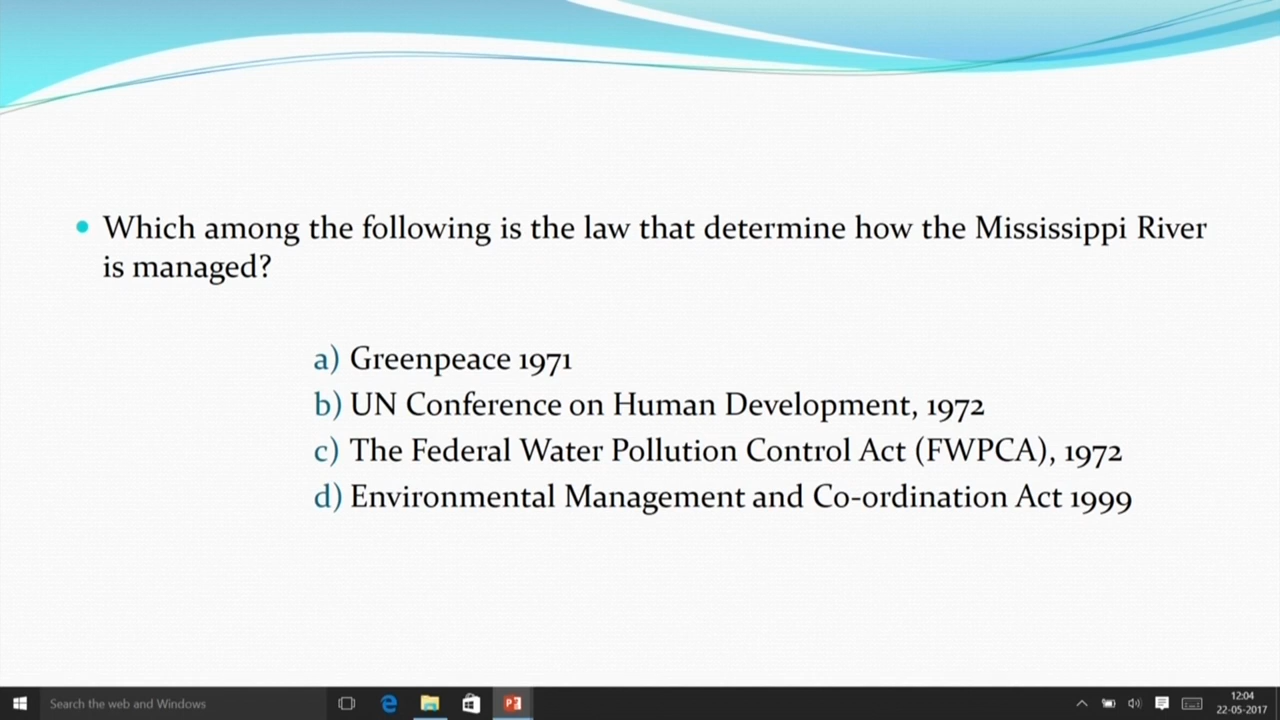 Which among the following is the law that determine how the Mississippi River
is managed?
a) Greenpeace 1971
b) UN Conference on Human Development, 1972
c) The Federal Water Pollution Control Act (FWPCA), 1972
d) Environmental Management and Co-ordination Act 1999
Search the web and Windows
12:04
22-05-2017